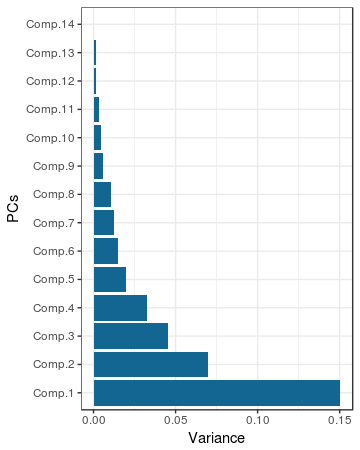 PCs
Comp.14
Comp.13
Comp.12
Comp.11
Comp.10
Comp.9
Comp.8
Comp.7
Comp.6
Comp.5
Comp.4
Comp.3
Comp.2
Comp.1
0.00 0.05 0.10 0.15
Variance